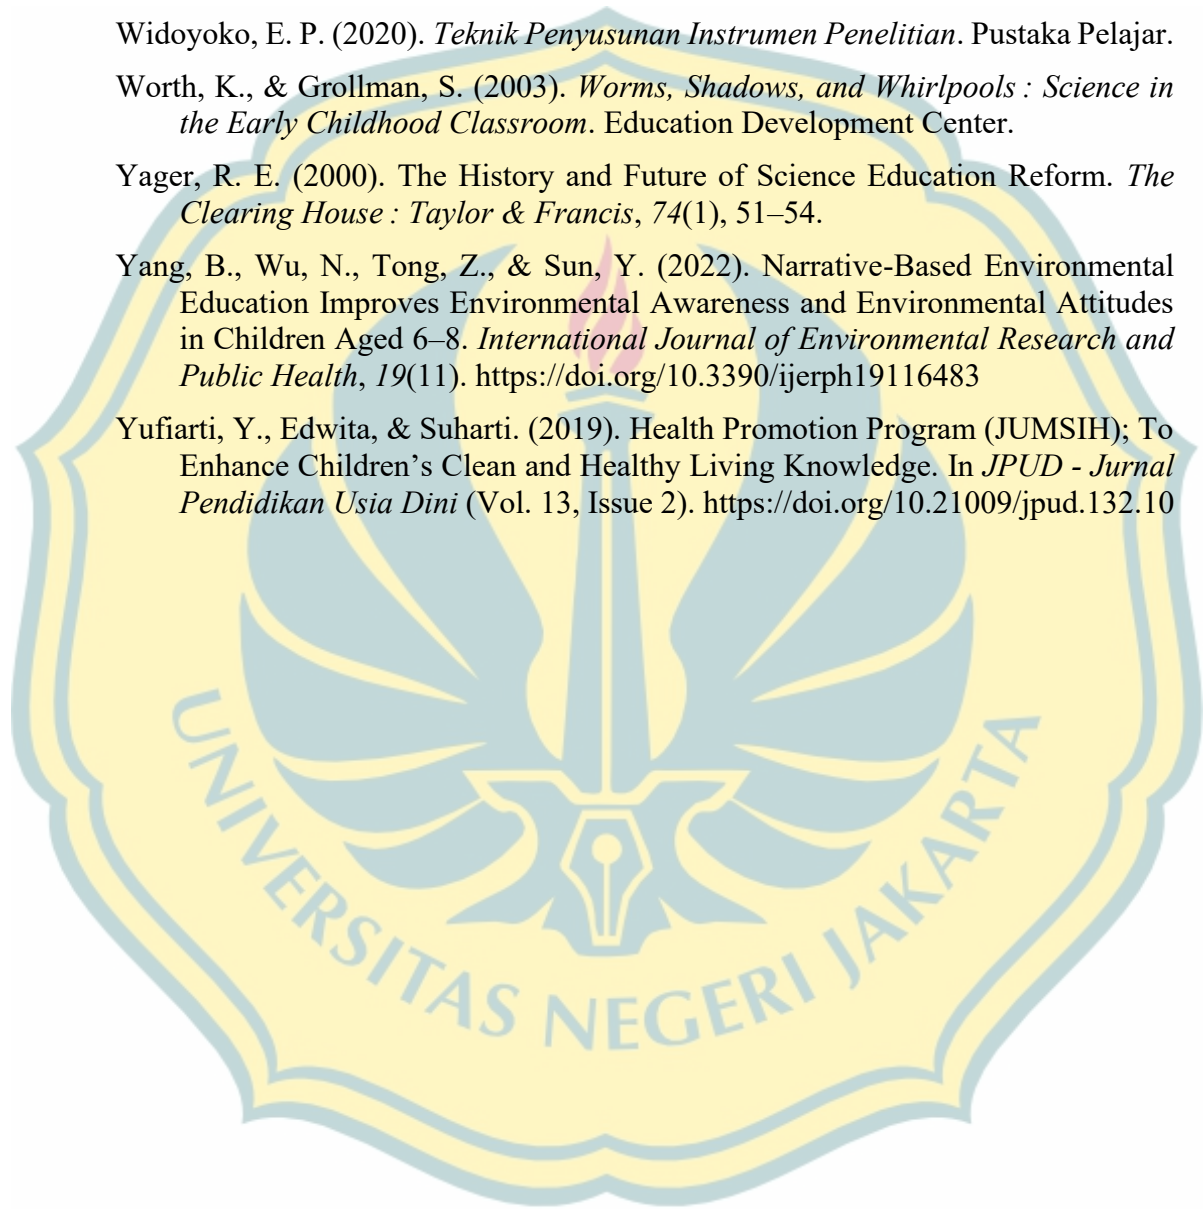 Widoyoko, E. P. (2020). Teknik Penyusunan Instrumen Penelitian. Pustaka Pelajar.
Worth, K., & Grollman, S. (2003). Worms, Shadows, and Whirlpools : Science in
the Early Childhood Classroom. Education Development Center.
Yager, R. E. (2000). The History and Future of Science Education Reform. The
Clearing House : Taylor & Francis, 74(1), 51–54.
Yang, B., Wu, N., Tong, Z., & Sun, Y. (2022). Narrative-Based Environmental
Education Improves Environmental Awareness and Environmental Attitudes
in Children Aged 6–8. International Journal of Environmental Research and
Public Health, 19(11). https://doi.org/10.3390/ijerph19116483
Yufiarti, Y., Edwita, & Suharti. (2019). Health Promotion Program (JUMSIH); To
Enhance Children’s Clean and Healthy Living Knowledge. In JPUD - Jurnal
Pendidikan Usia Dini (Vol. 13, Issue 2). https://doi.org/10.21009/jpud.132.10
UNIVERSITAS NEGERI JAKARTA